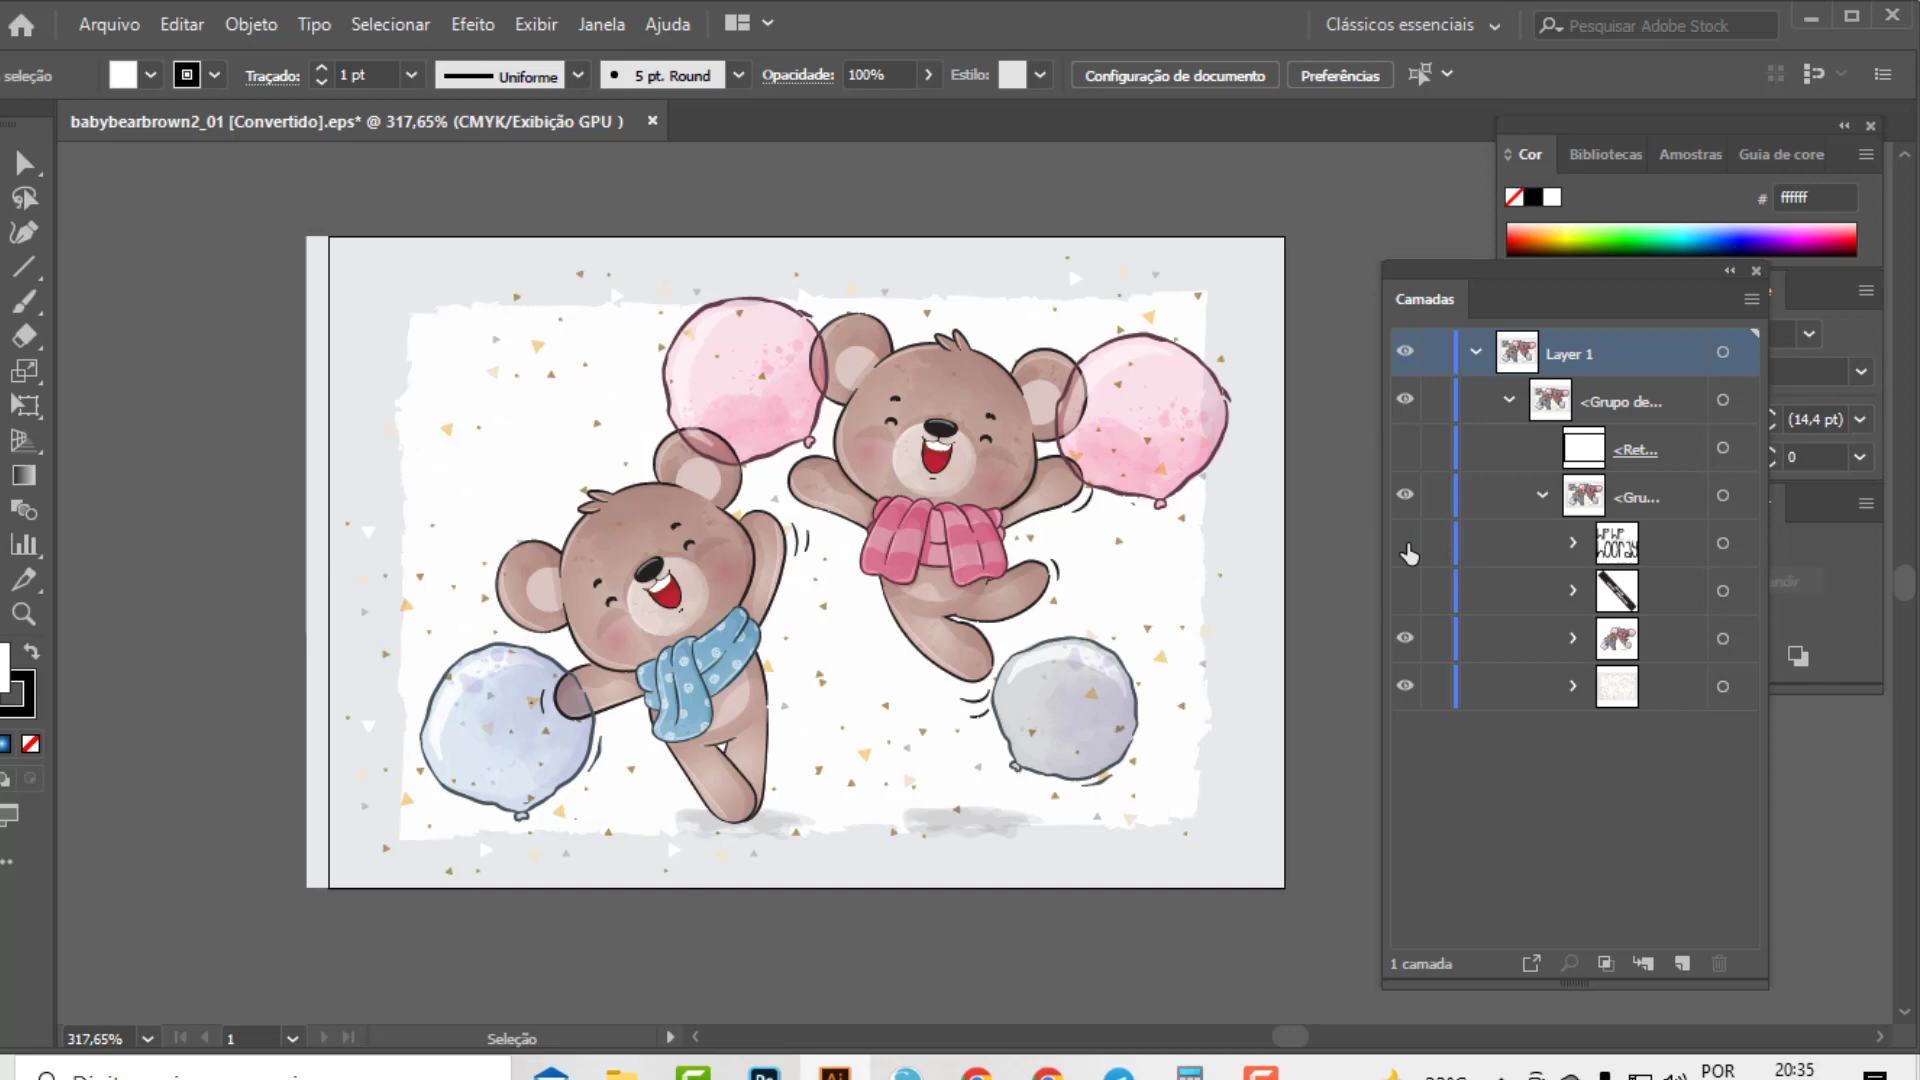 Arquivo Editar Objeto Tipo Selecionar Efeito Exibir Janela Ajuda Clássicos essenciais Pesquisar Adobe Stock
seleção Traçado: 1 pt Uniforme 5 pt. Round Opacidade: 100% Estilo: Configuração de documento Preferências
babybearbrown2_01 [Convertido].eps* @ 317,65% (CMYK/Exibição GPU )
Cor Bibliotecas Amostras Guia de core
# ffffff
Camadas
Layer 1
<Grupo de...
(14,4 pt)
<Ret...
0
<Gru...
1 camada
317,65% 1 Seleção
POR 20:35